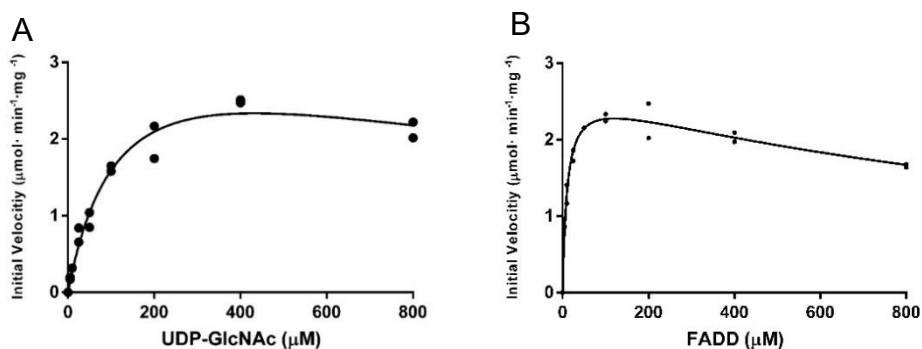 A
Initial Velocitiy (μmol· min⁻¹·mg ⁻¹)
3
2
1
0
0 200 400 600 800
UDP-GlcNAc (μM)
B
Initial Velocitiy (μmol· min⁻¹·mg ⁻¹)
3
2
1
0
0 200 400 600 800
FADD (μM)